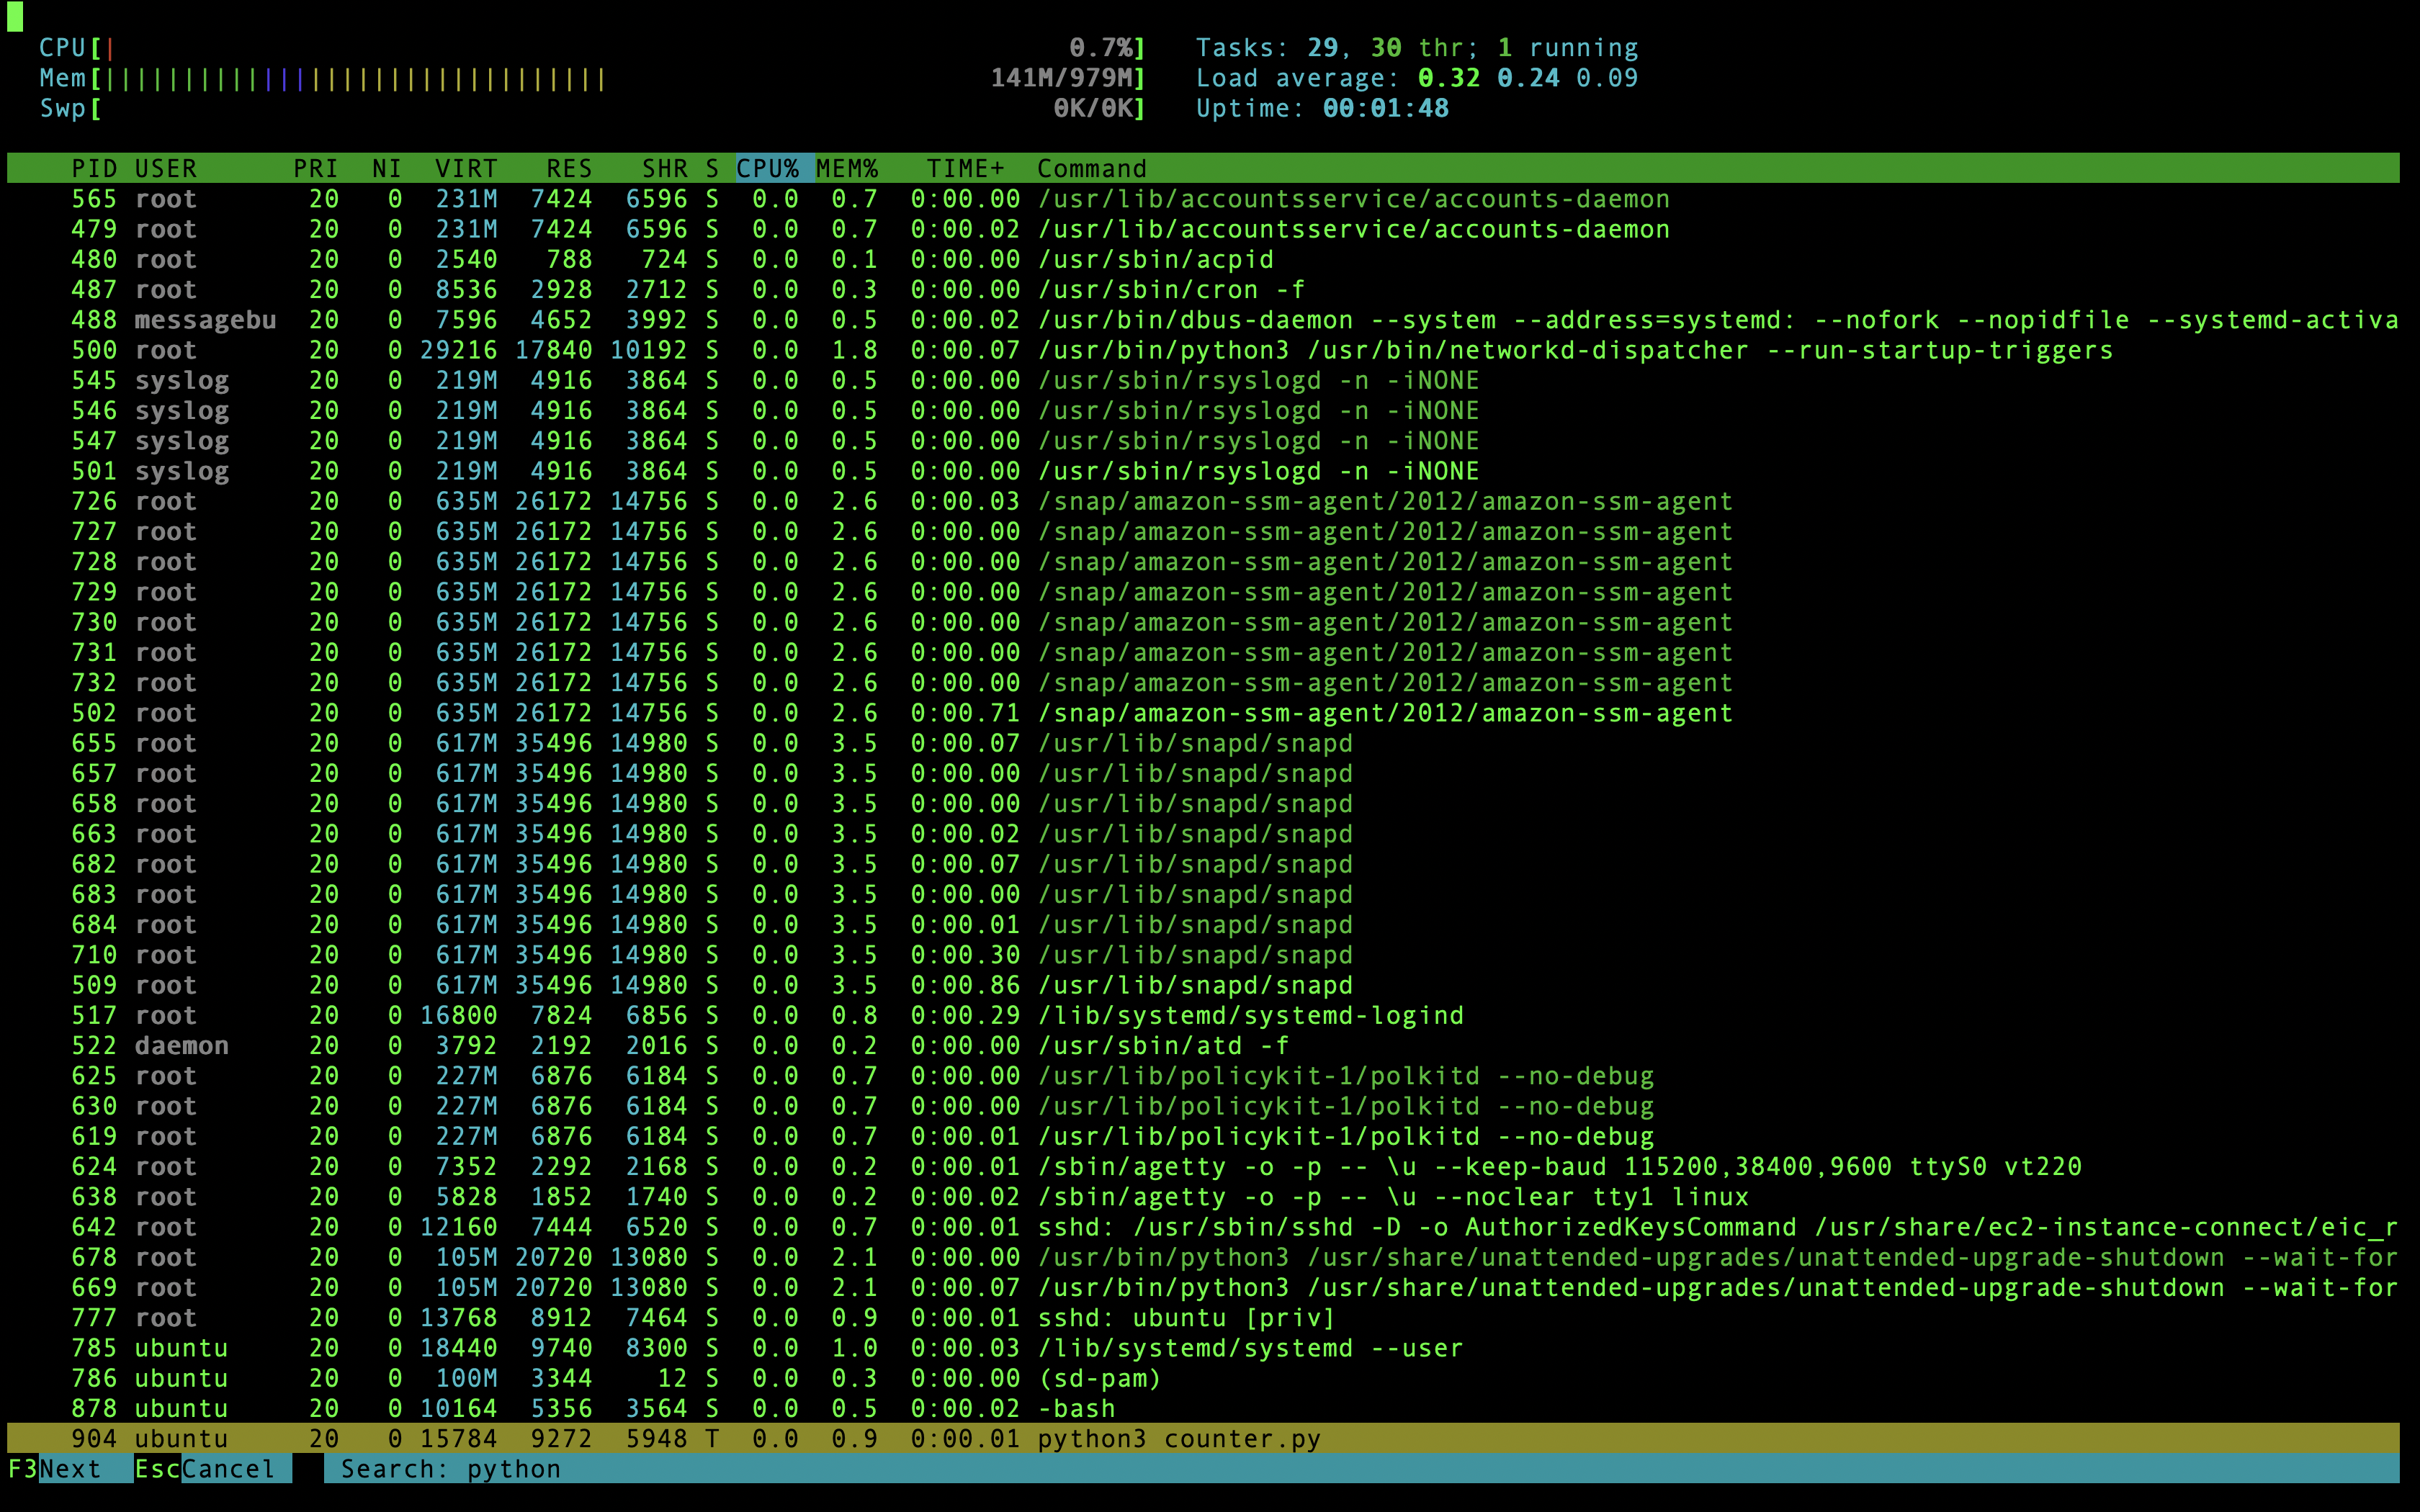 CPU[| 0.7%] Tasks: 29, 30 thr; 1 running
Mem[|||||||||||||||||||||||||||||||| 141M/979M] Load average: 0.32 0.24 0.09
Swp[ 0K/0K] Uptime: 00:01:48
PID USER PRI NI VIRT RES SHR S CPU% MEM% TIME+ Command
565 root 20 0 231M 7424 6596 S 0.0 0.7 0:00.00 /usr/lib/accountsservice/accounts-daemon
479 root 20 0 231M 7424 6596 S 0.0 0.7 0:00.02 /usr/lib/accountsservice/accounts-daemon
480 root 20 0 2540 788 724 S 0.0 0.1 0:00.00 /usr/sbin/acpid
487 root 20 0 8536 2928 2712 S 0.0 0.3 0:00.00 /usr/sbin/cron -f
488 messagebu 20 0 7596 4652 3992 S 0.0 0.5 0:00.02 /usr/bin/dbus-daemon --system --address=systemd: --nofork --nopidfile --systemd-activa
500 root 20 0 29216 17840 10192 S 0.0 1.8 0:00.07 /usr/bin/python3 /usr/bin/networkd-dispatcher --run-startup-triggers
545 syslog 20 0 219M 4916 3864 S 0.0 0.5 0:00.00 /usr/sbin/rsyslogd -n -iNONE
546 syslog 20 0 219M 4916 3864 S 0.0 0.5 0:00.00 /usr/sbin/rsyslogd -n -iNONE
547 syslog 20 0 219M 4916 3864 S 0.0 0.5 0:00.00 /usr/sbin/rsyslogd -n -iNONE
501 syslog 20 0 219M 4916 3864 S 0.0 0.5 0:00.00 /usr/sbin/rsyslogd -n -iNONE
726 root 20 0 635M 26172 14756 S 0.0 2.6 0:00.03 /snap/amazon-ssm-agent/2012/amazon-ssm-agent
727 root 20 0 635M 26172 14756 S 0.0 2.6 0:00.00 /snap/amazon-ssm-agent/2012/amazon-ssm-agent
728 root 20 0 635M 26172 14756 S 0.0 2.6 0:00.00 /snap/amazon-ssm-agent/2012/amazon-ssm-agent
729 root 20 0 635M 26172 14756 S 0.0 2.6 0:00.00 /snap/amazon-ssm-agent/2012/amazon-ssm-agent
730 root 20 0 635M 26172 14756 S 0.0 2.6 0:00.00 /snap/amazon-ssm-agent/2012/amazon-ssm-agent
731 root 20 0 635M 26172 14756 S 0.0 2.6 0:00.00 /snap/amazon-ssm-agent/2012/amazon-ssm-agent
732 root 20 0 635M 26172 14756 S 0.0 2.6 0:00.00 /snap/amazon-ssm-agent/2012/amazon-ssm-agent
502 root 20 0 635M 26172 14756 S 0.0 2.6 0:00.71 /snap/amazon-ssm-agent/2012/amazon-ssm-agent
655 root 20 0 617M 35496 14980 S 0.0 3.5 0:00.07 /usr/lib/snapd/snapd
657 root 20 0 617M 35496 14980 S 0.0 3.5 0:00.00 /usr/lib/snapd/snapd
658 root 20 0 617M 35496 14980 S 0.0 3.5 0:00.00 /usr/lib/snapd/snapd
663 root 20 0 617M 35496 14980 S 0.0 3.5 0:00.02 /usr/lib/snapd/snapd
682 root 20 0 617M 35496 14980 S 0.0 3.5 0:00.07 /usr/lib/snapd/snapd
683 root 20 0 617M 35496 14980 S 0.0 3.5 0:00.00 /usr/lib/snapd/snapd
684 root 20 0 617M 35496 14980 S 0.0 3.5 0:00.01 /usr/lib/snapd/snapd
710 root 20 0 617M 35496 14980 S 0.0 3.5 0:00.30 /usr/lib/snapd/snapd
509 root 20 0 617M 35496 14980 S 0.0 3.5 0:00.86 /usr/lib/snapd/snapd
517 root 20 0 16800 7824 6856 S 0.0 0.8 0:00.29 /lib/systemd/systemd-logind
522 daemon 20 0 3792 2192 2016 S 0.0 0.2 0:00.00 /usr/sbin/atd -f
625 root 20 0 227M 6876 6184 S 0.0 0.7 0:00.00 /usr/lib/policykit-1/polkitd --no-debug
630 root 20 0 227M 6876 6184 S 0.0 0.7 0:00.00 /usr/lib/policykit-1/polkitd --no-debug
619 root 20 0 227M 6876 6184 S 0.0 0.7 0:00.01 /usr/lib/policykit-1/polkitd --no-debug
624 root 20 0 7352 2292 2168 S 0.0 0.2 0:00.01 /sbin/agetty -o -p -- \u --keep-baud 115200,38400,9600 ttyS0 vt220
638 root 20 0 5828 1852 1740 S 0.0 0.2 0:00.02 /sbin/agetty -o -p -- \u --noclear tty1 linux
642 root 20 0 12160 7444 6520 S 0.0 0.7 0:00.01 sshd: /usr/sbin/sshd -D -o AuthorizedKeysCommand /usr/share/ec2-instance-connect/eic_r
678 root 20 0 105M 20720 13080 S 0.0 2.1 0:00.00 /usr/bin/python3 /usr/share/unattended-upgrades/unattended-upgrade-shutdown --wait-for
669 root 20 0 105M 20720 13080 S 0.0 2.1 0:00.07 /usr/bin/python3 /usr/share/unattended-upgrades/unattended-upgrade-shutdown --wait-for
777 root 20 0 13768 8912 7464 S 0.0 0.9 0:00.01 sshd: ubuntu [priv]
785 ubuntu 20 0 18440 9740 8300 S 0.0 1.0 0:00.03 /lib/systemd/systemd --user
786 ubuntu 20 0 100M 3344 12 S 0.0 0.3 0:00.00 (sd-pam)
878 ubuntu 20 0 10164 5356 3564 S 0.0 0.5 0:00.02 -bash
904 ubuntu 20 0 15784 9272 5948 T 0.0 0.9 0:00.01 python3 counter.py
F3Next EscCancel Search: python